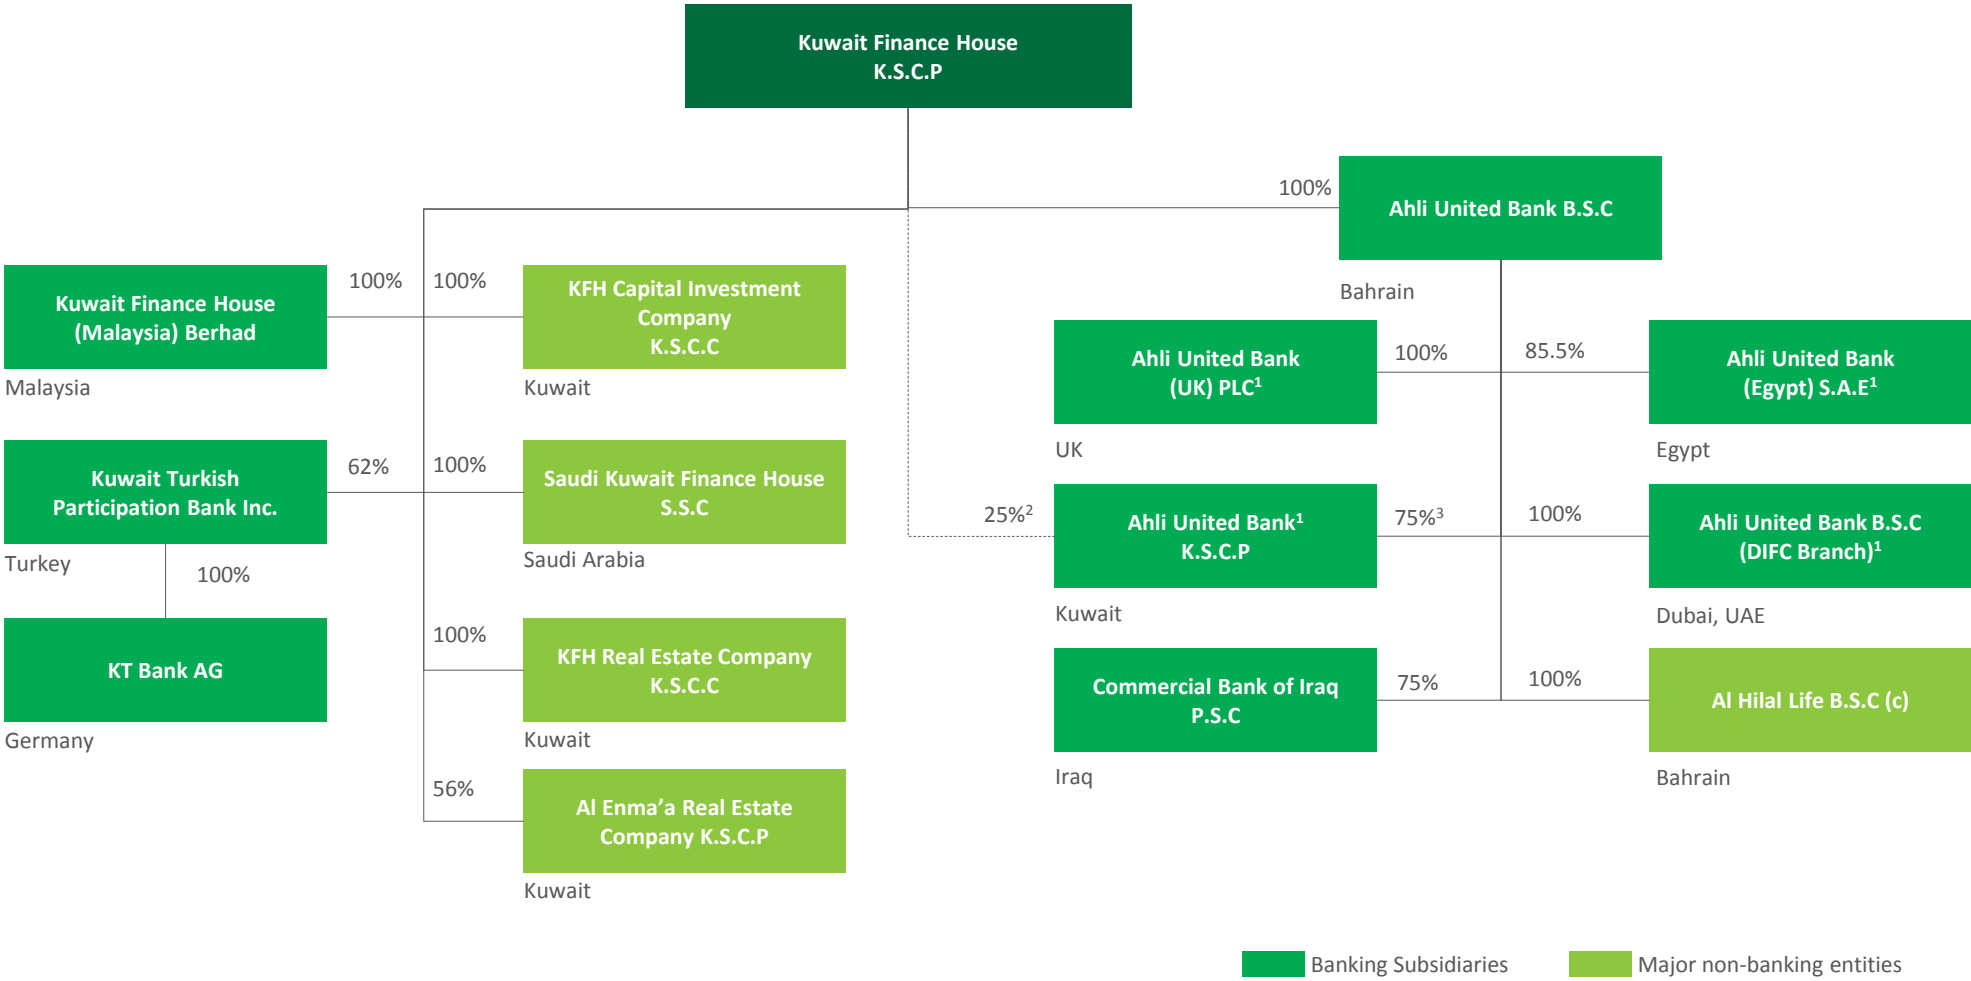 Kuwait Finance House
K.S.C.P
100%
Ahli United Bank B.S.C
Bahrain
100%
100%
Kuwait Finance House
(Malaysia) Berhad
Malaysia
KFH Capital Investment
Company
K.S.C.C
Kuwait
62%
100%
Kuwait Turkish
Participation Bank Inc.
Turkey
Saudi Kuwait Finance House
S.S.C
Saudi Arabia
100%
KT Bank AG
Germany
100%
KFH Real Estate Company
K.S.C.C
Kuwait
56%
Al Enma’a Real Estate
Company K.S.C.P
Kuwait
Ahli United Bank
(UK) PLC¹
UK
100%
85.5%
Ahli United Bank
(Egypt) S.A.E¹
Egypt
25%²
Ahli United Bank¹
K.S.C.P
Kuwait
75%³
100%
Ahli United Bank B.S.C
(DIFC Branch)¹
Dubai, UAE
Commercial Bank of Iraq
P.S.C
Iraq
75%
100%
Al Hilal Life B.S.C (c)
Bahrain
Banking Subsidiaries
Major non-banking entities